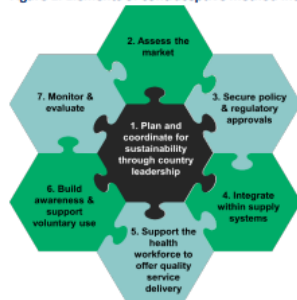 2. Assess the
market
7. Monitor &
evaluate
3. Secure policy
& regulatory
approvals
1. Plan and
coordinate for
sustainability
through country
leadership
6. Build
awareness &
support
voluntary use
4. Integrate
within supply
systems
5. Support the
health
workforce to
offer quality
service
delivery